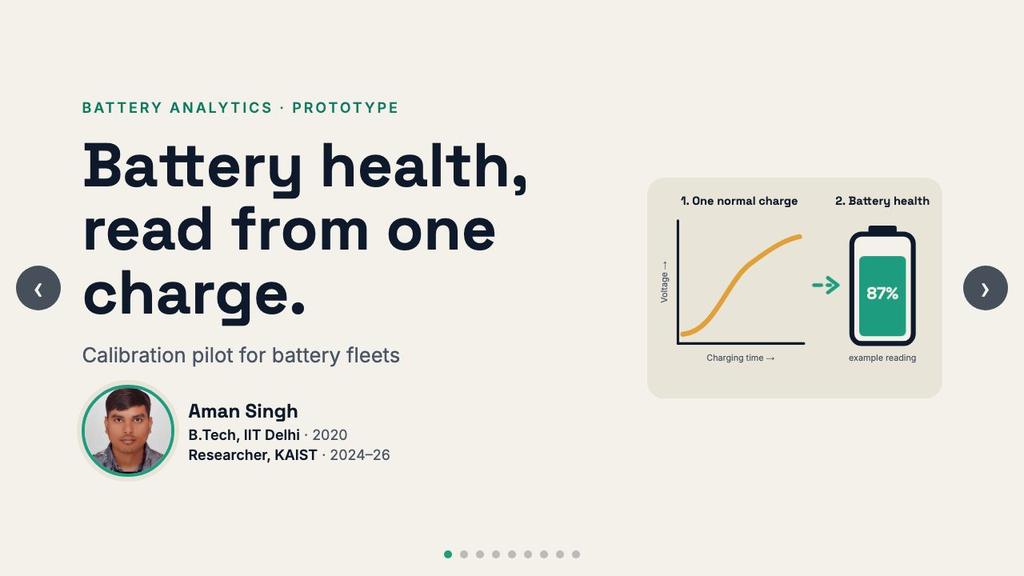 BATTERY ANALYTICS · PROTOTYPE
Battery health,
read from one
charge.
Calibration pilot for battery fleets
Aman Singh
B.Tech, IIT Delhi · 2020
Researcher, KAIST · 2024–26
1. One normal charge
2. Battery health
Voltage →
87%
Charging time →
example reading